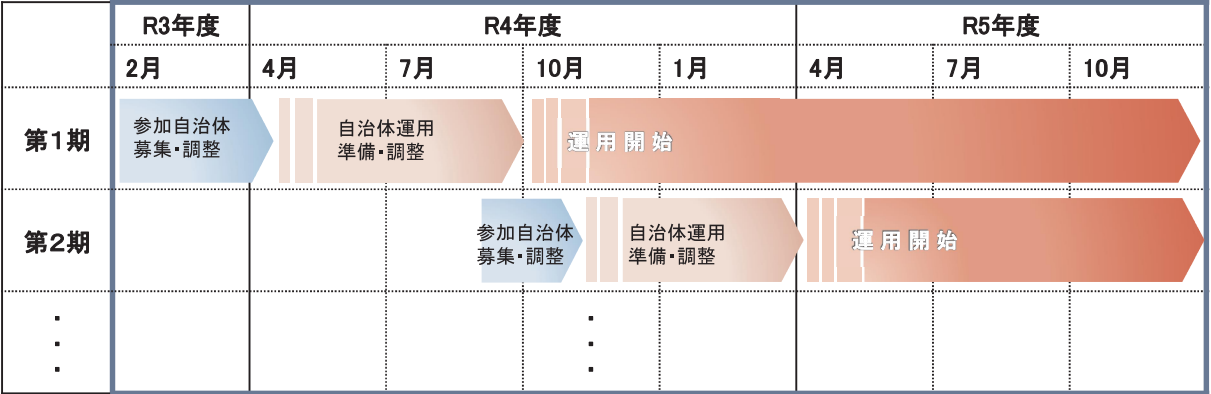 R3年度 R4年度 R5年度
2月 4月 7月 10月 1月 4月 7月 10月
第1期
参加自治体
募集・調整
自治体運用
準備・調整
運用開始
第2期
参加自治体
募集・調整
自治体運用
準備・調整
運用開始
・ ・
・ ・
・ ・